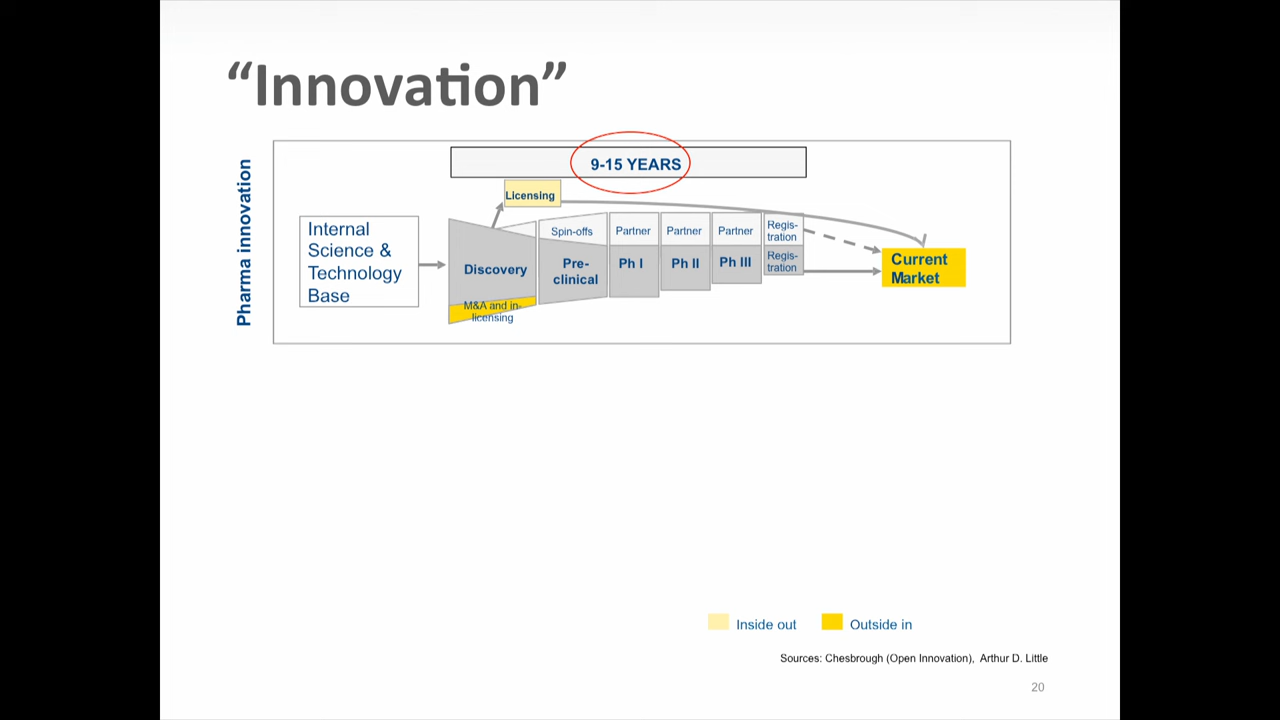 “Innovation”
Pharma innovation
9-15 YEARS
Licensing
Internal
Science &
Technology
Base
Discovery
M&A and in-
licensing
Spin-offs
Pre-
clinical
Partner
Ph I
Partner
Ph II
Partner
Ph III
Regis-
tration
Regis-
tration
Current
Market
Inside out
Outside in
Sources: Chesbrough (Open Innovation), Arthur D. Little
20